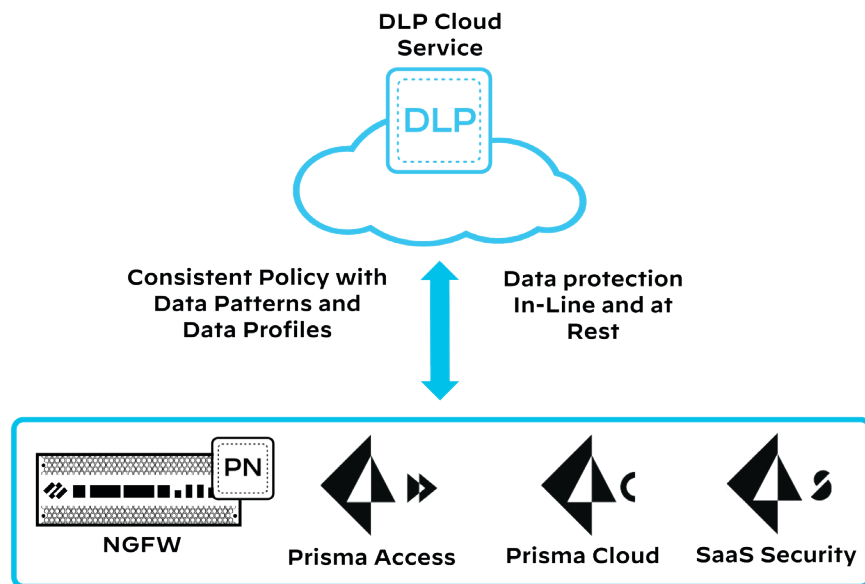 DLP Cloud
Service
DLP
Consistent Policy with
Data Patterns and
Data Profiles
Data protection
In-Line and at
Rest
PN
NGFW
Prisma Access
Prisma Cloud
SaaS Security